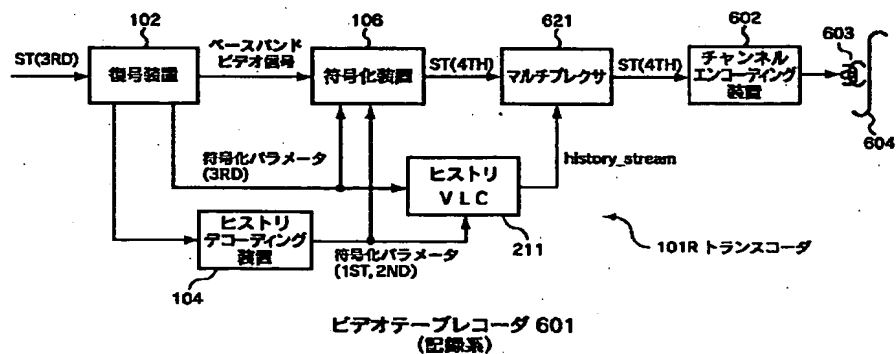 102
106
621
602
603
ST(3RD)
復号装置
ベースバンド
ビデオ信号
符号化装置
ST(4TH)
マルチプレクサ
ST(4TH)
チャンネル
エンコーディング
装置
604
符号化パラメータ
(3RD)
ヒストリ
VLC
history_stream
ヒストリ
デコーディング
装置
符号化パラメータ
(1ST, 2ND)
211
101R トランスコーダ
104
ビデオテープレコーダ 601
(記録系)